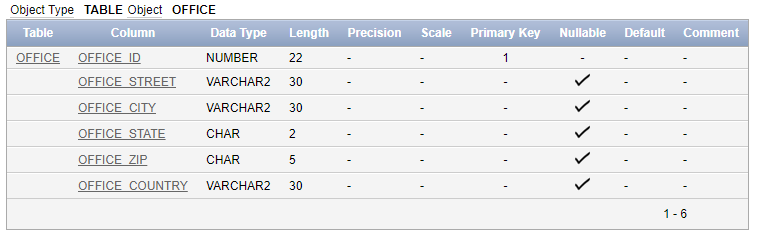 Object Type TABLE Object OFFICE
Table Column Data Type Length Precision Scale Primary Key Nullable Default Comment
OFFICE OFFICE_ID NUMBER 22 - - 1 - - -
OFFICE_STREET VARCHAR2 30 - - - ✓ - -
OFFICE_CITY VARCHAR2 30 - - - ✓ - -
OFFICE_STATE CHAR 2 - - - ✓ - -
OFFICE_ZIP CHAR 5 - - - ✓ - -
OFFICE_COUNTRY VARCHAR2 30 - - - ✓ - -
1 - 6